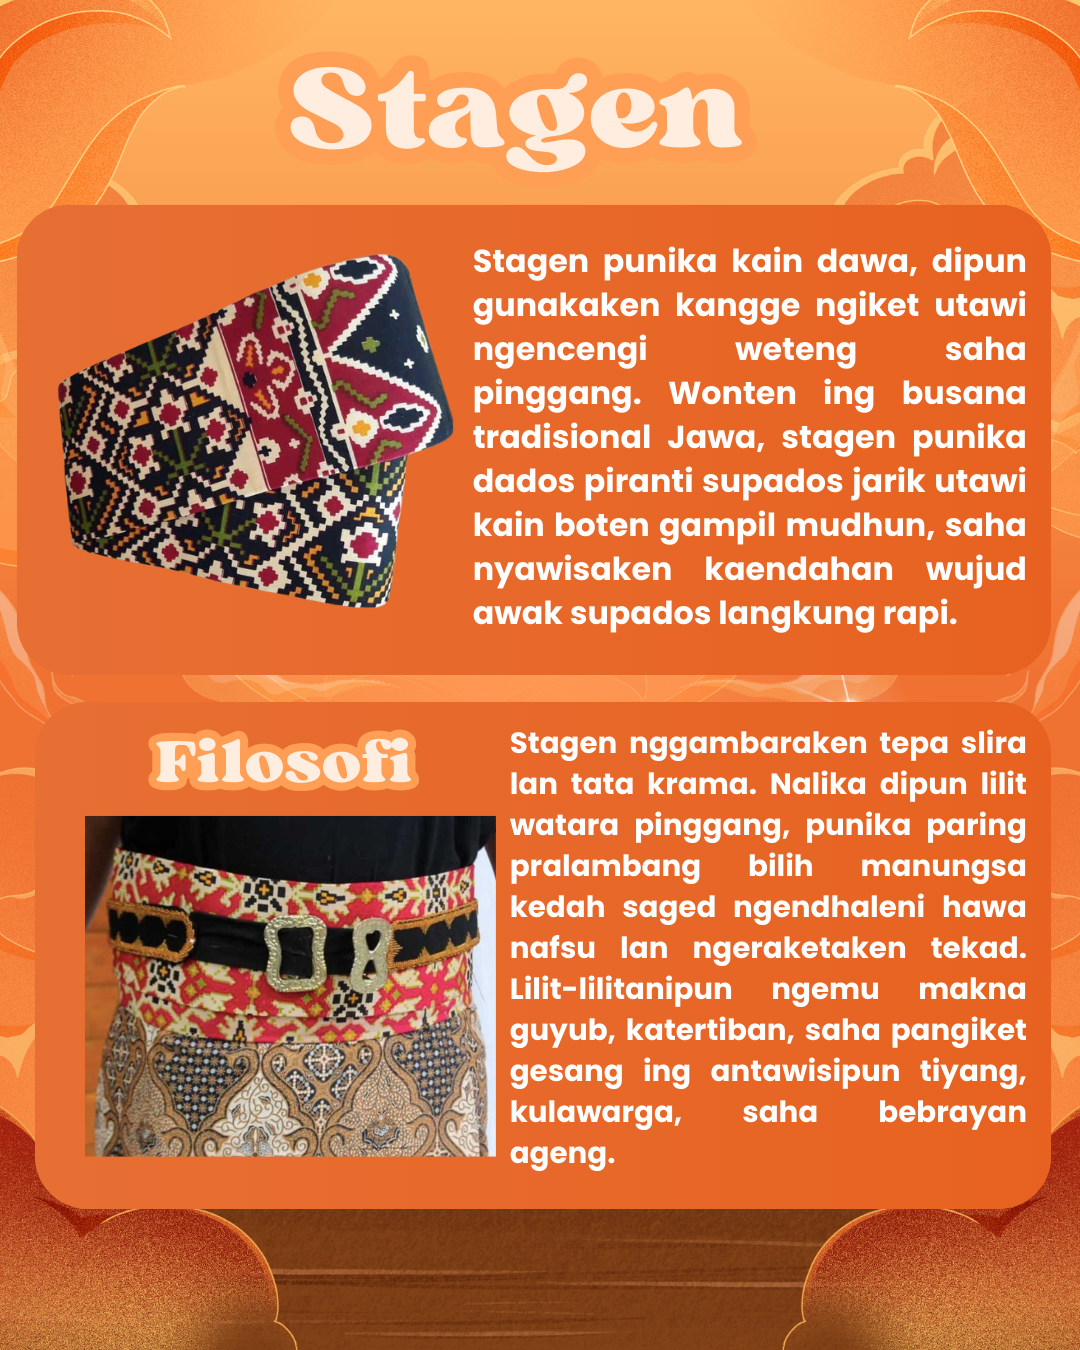 Stagen
Stagen punika kain dawa, dipun
gunakaken kangge ngiket utawi
ngencengi weteng saha
pinggang. Wonten ing busana
tradisional Jawa, stagen punika
dados piranti supados jarik utawi
kain boten gampil mudhun, saha
nyawisaken kaendahan wujud
awak supados langkung rapi.
Filosofi
Stagen nggambaraken tepa slira
lan tata krama. Nalika dipun lilit
watara pinggang, punika paring
pralambang bilih manungsa
kedah saged ngendhaleni hawa
nafsu lan ngeraketaken tekad.
Lilit-lilitanipun ngemu makna
guyub, katertiban, saha pangiket
gesang ing antawisipun tiyang,
kulawarga, saha bebrayan
ageng.